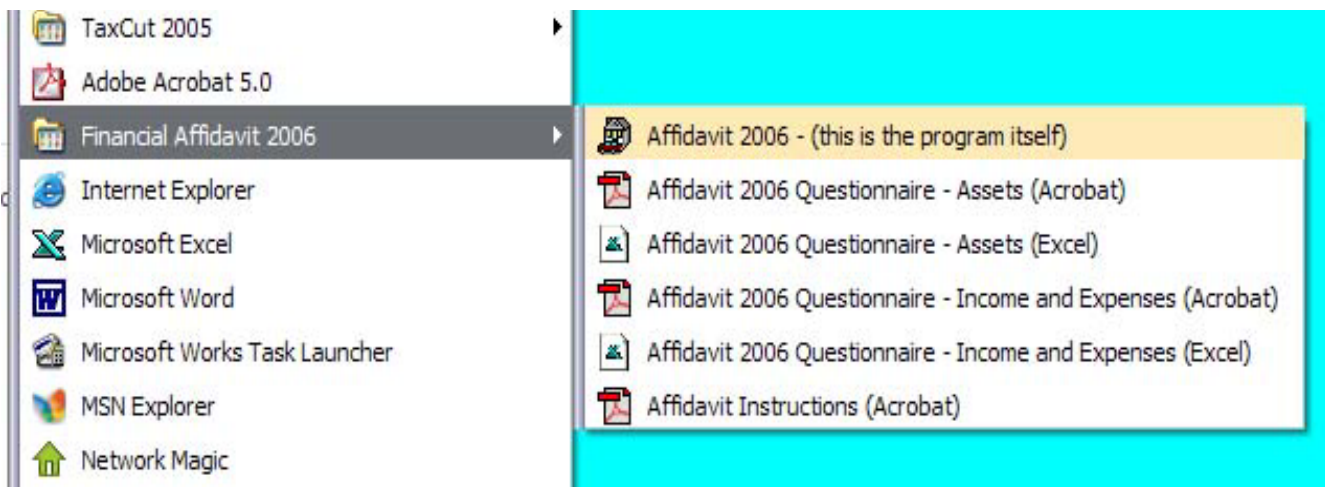 TaxCut 2005
Adobe Acrobat 5.0
Financial Affidavit 2006
Internet Explorer
Microsoft Excel
Microsoft Word
Microsoft Works Task Launcher
MSN Explorer
Network Magic
Affidavit 2006 - (this is the program itself)
Affidavit 2006 Questionnaire - Assets (Acrobat)
Affidavit 2006 Questionnaire - Assets (Excel)
Affidavit 2006 Questionnaire - Income and Expenses (Acrobat)
Affidavit 2006 Questionnaire - Income and Expenses (Excel)
Affidavit Instructions (Acrobat)